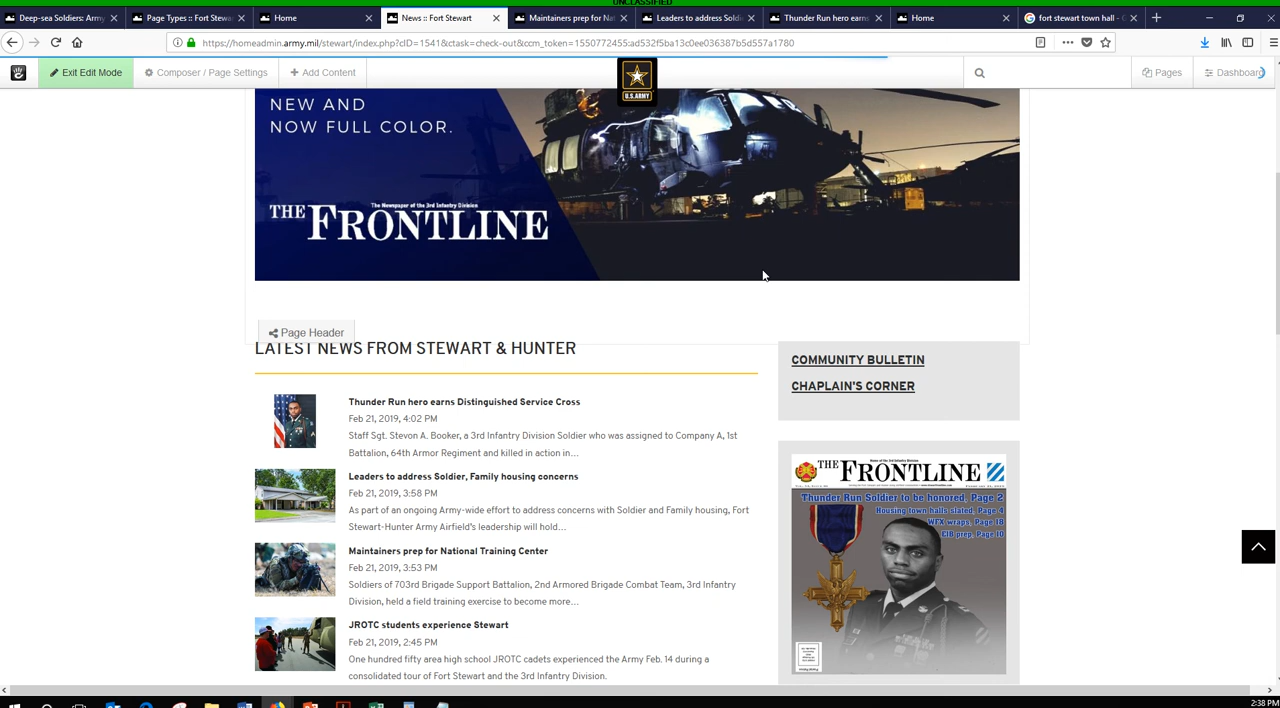 UNCLASSIFIED
Deep-sea Soldiers: Army
Page Types :: Fort Stewart
Home
News :: Fort Stewart
Maintainers prep for Nat
Leaders to address Soldi
Thunder Run hero earns
Home
fort stewart town hall - G
https://homeadmin.army.mil/stewart/index.php?cID=1541&ctask=check-out&ccm_token=1550772455:ad532f5ba13c0ee036387b5d557a1780
Exit Edit Mode
Composer / Page Settings
Add Content
U.S.ARMY
Pages
Dashboard
NEW AND
NOW FULL COLOR.
The Newspaper of the 3rd Infantry Division
THE FRONTLINE
Page Header
LATEST NEWS FROM STEWART & HUNTER
Thunder Run hero earns Distinguished Service Cross
Feb 21, 2019, 4:02 PM
Staff Sgt. Stevon A. Booker, a 3rd Infantry Division Soldier who was assigned to Company A, 1st
Battalion, 64th Armor Regiment and killed in action in...
Leaders to address Soldier, Family housing concerns
Feb 21, 2019, 3:58 PM
As part of an ongoing Army-wide effort to address concerns with Soldier and Family housing, Fort
Stewart-Hunter Army Airfield's leadership will hold...
Maintainers prep for National Training Center
Feb 21, 2019, 3:53 PM
Soldiers of 703rd Brigade Support Battalion, 2nd Armored Brigade Combat Team, 3rd Infantry
Division, held a field training exercise to become more...
JROTC students experience Stewart
Feb 21, 2019, 2:45 PM
One hundred fifty area high school JROTC cadets experienced the Army Feb. 14 during a
consolidated tour of Fort Stewart and the 3rd Infantry Division.
COMMUNITY BULLETIN
CHAPLAIN'S CORNER
THE FRONTLINE
Thunder Run Soldier to be honored, Page 2
Housing town halls slated, Page 4
WFX wraps, Page 18
CIB prep, Page 10
2:38 PM